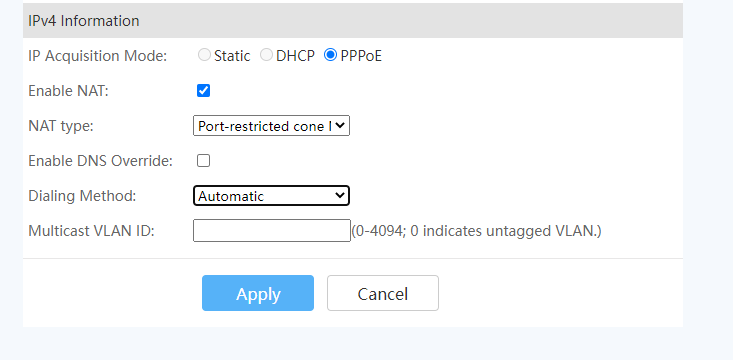 IPv4 Information
IP Acquisition Mode: Static DHCP PPPoE
Enable NAT:
NAT type: Port-restricted cone
Enable DNS Override:
Dialing Method: Automatic
Multicast VLAN ID: (0-4094; 0 indicates untagged VLAN.)
Apply Cancel